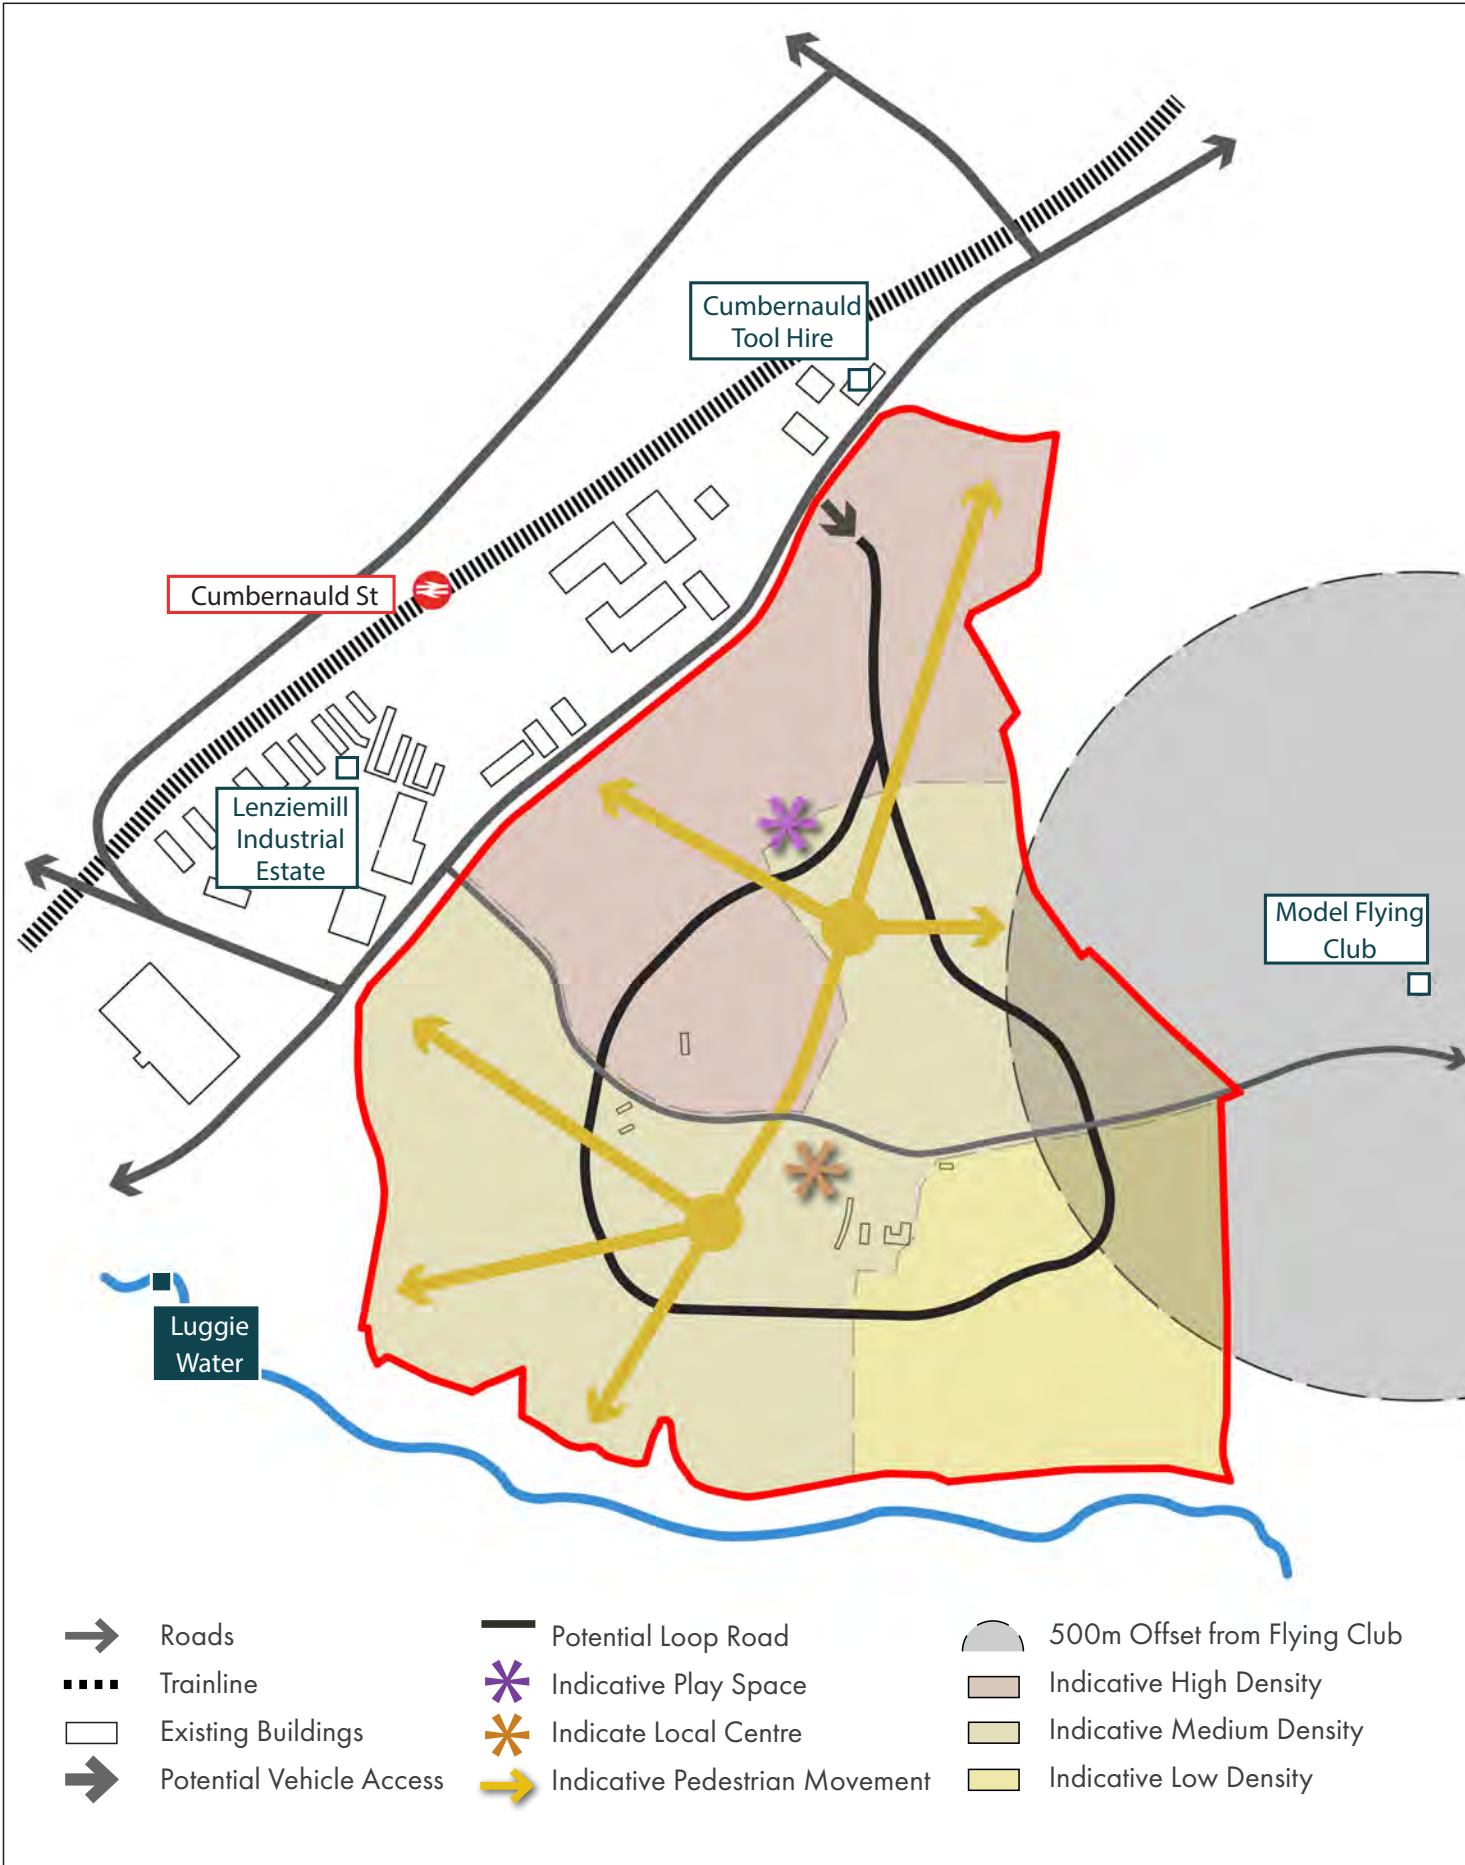 Cumbernauld
Tool Hire
Cumbernauld St
Lenziemill
Industrial
Estate
Model Flying
Club
Luggie
Water
Roads
Trainline
Existing Buildings
Potential Vehicle Access
Potential Loop Road
Indicative Play Space
Indicate Local Centre
Indicative Pedestrian Movement
500m Offset from Flying Club
Indicative High Density
Indicative Medium Density
Indicative Low Density